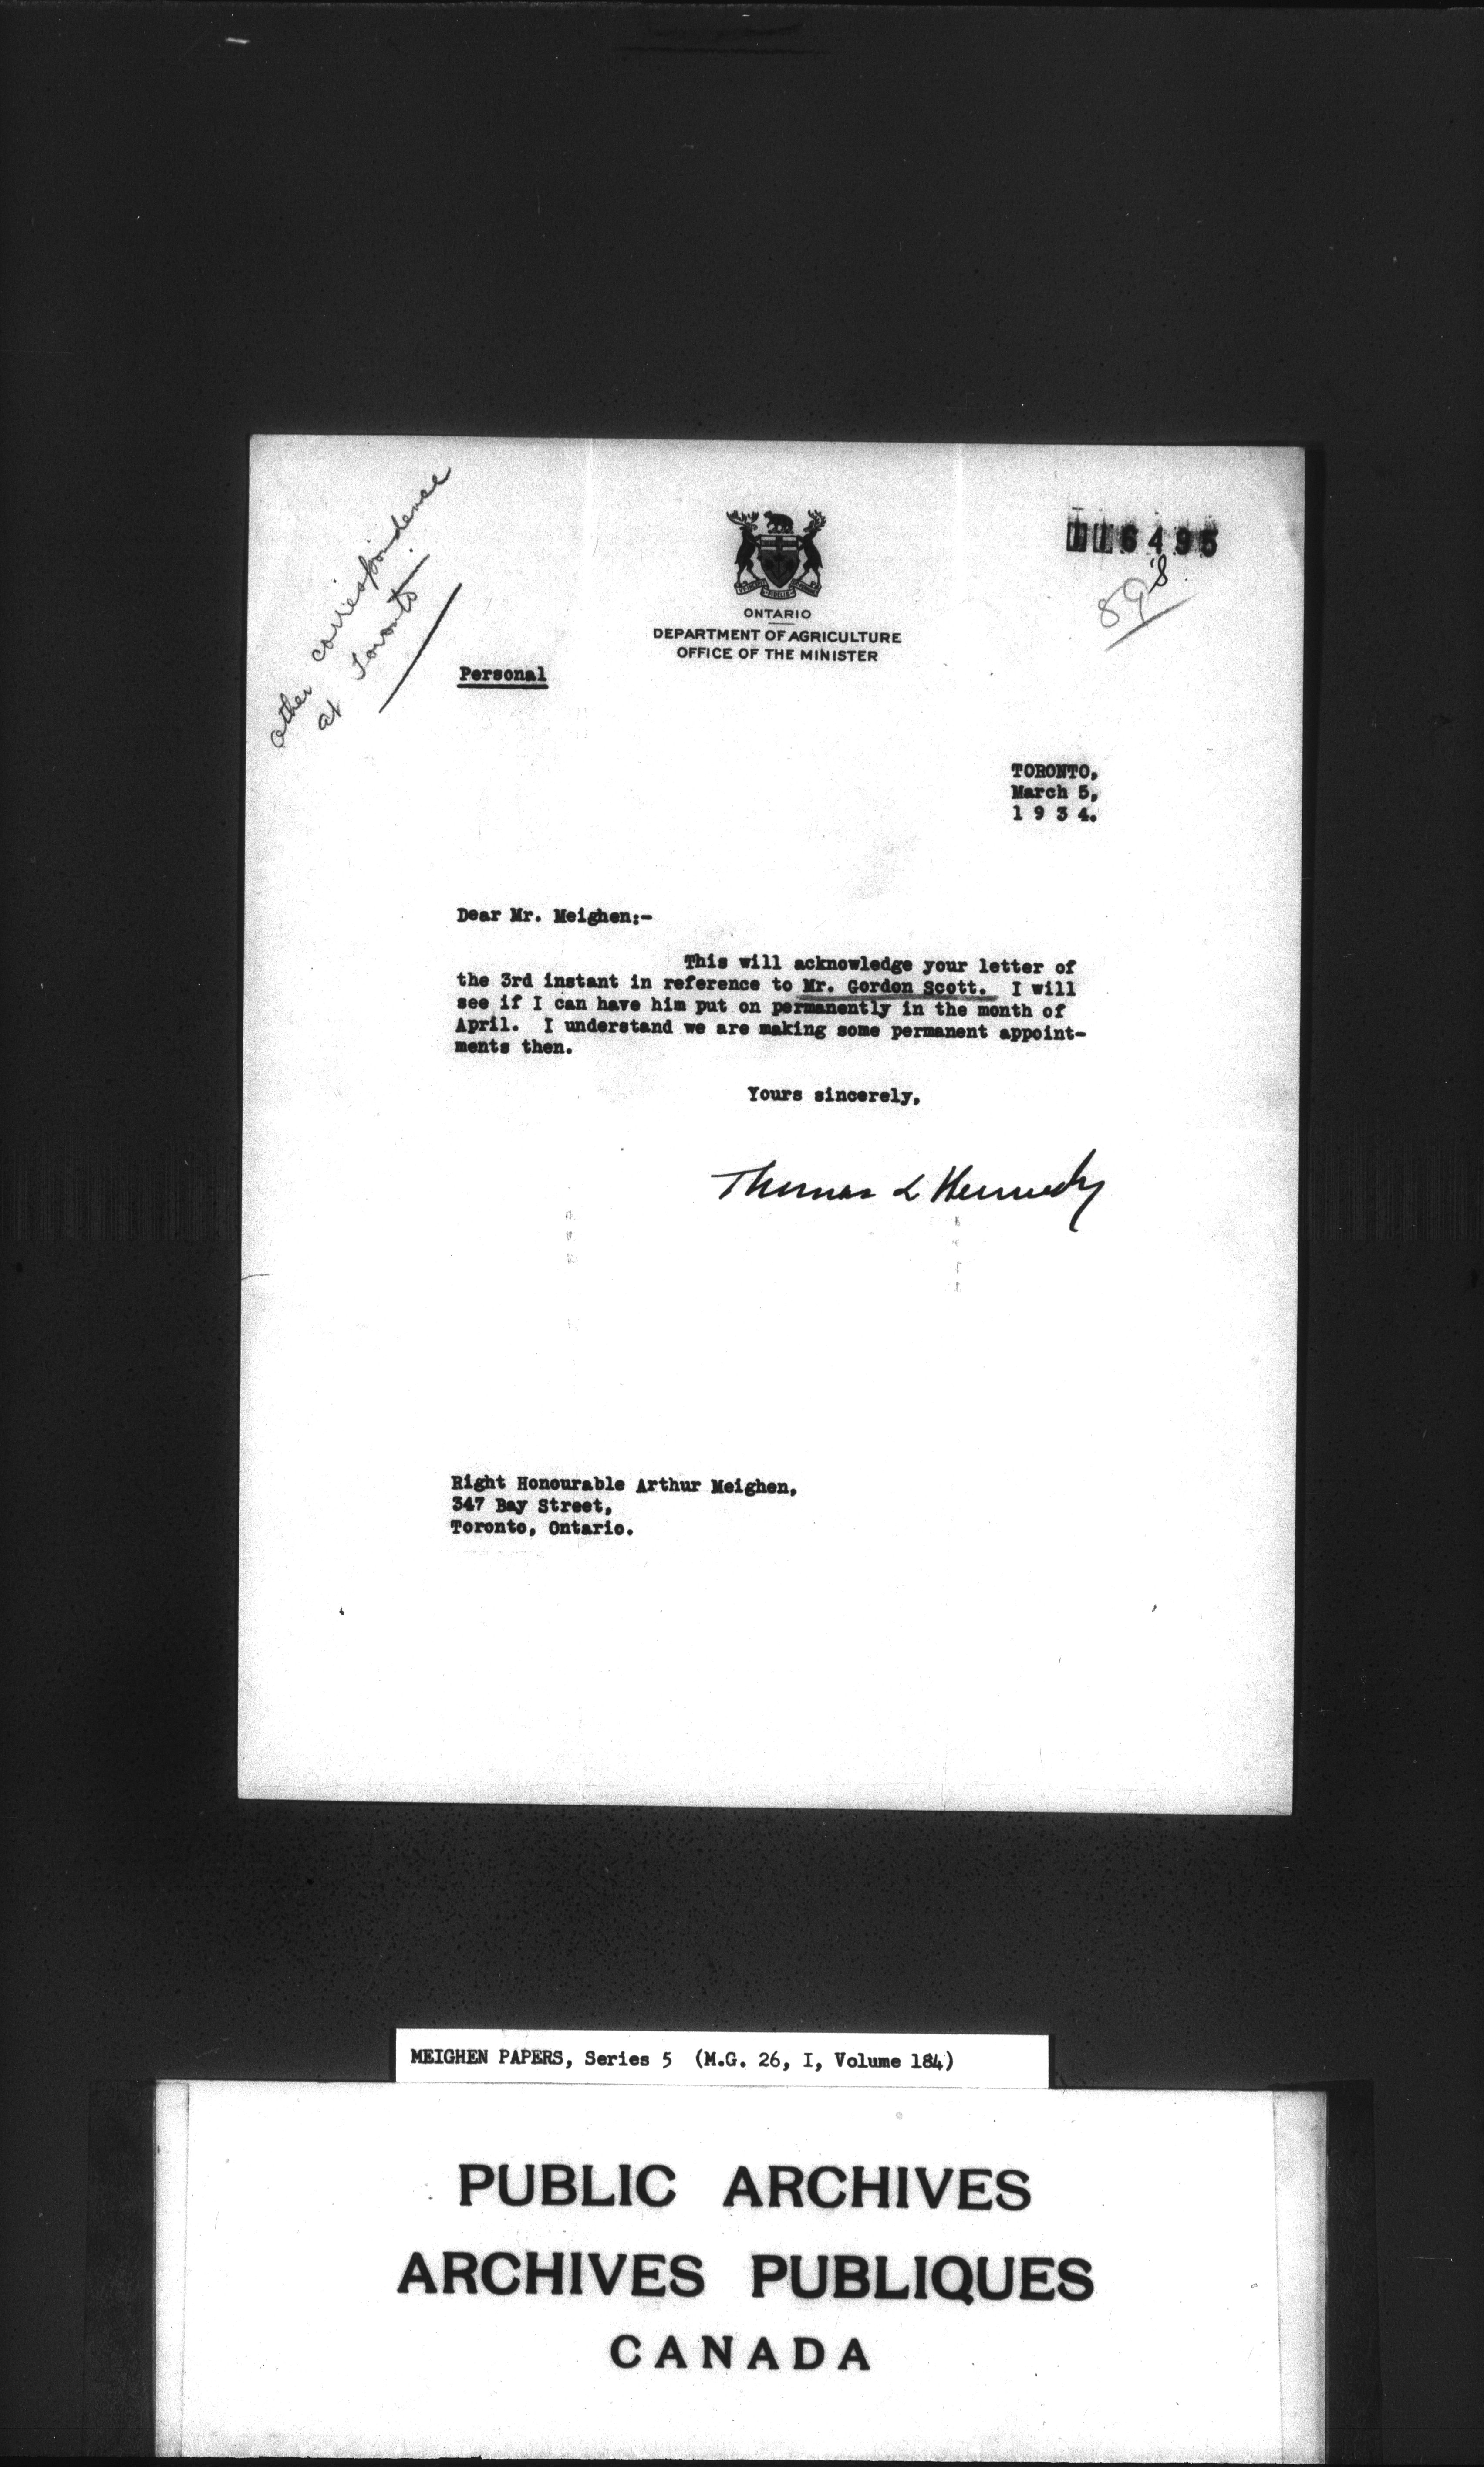 other correspondence
at Toronto
116495
598
ONTARIO
DEPARTMENT OF AGRICULTURE
OFFICE OF THE MINISTER
Personal
TORONTO,
March 5,
1 9 3 4.
Dear Mr. Meighen:-
This will acknowledge your letter of
the 3rd instant in reference to Mr. Gordon Scott. I will
see if I can have him put on permanently in the month of
April. I understand we are making some permanent appoint-
ments then.
Yours sincerely,
Thomas L Kennedy
Right Honourable Arthur Meighen,
347 Bay Street,
Toronto, Ontario.
MEIGHEN PAPERS, Series 5 (M.G. 26, I, Volume 184)
PUBLIC ARCHIVES
ARCHIVES PUBLIQUES
CANADA